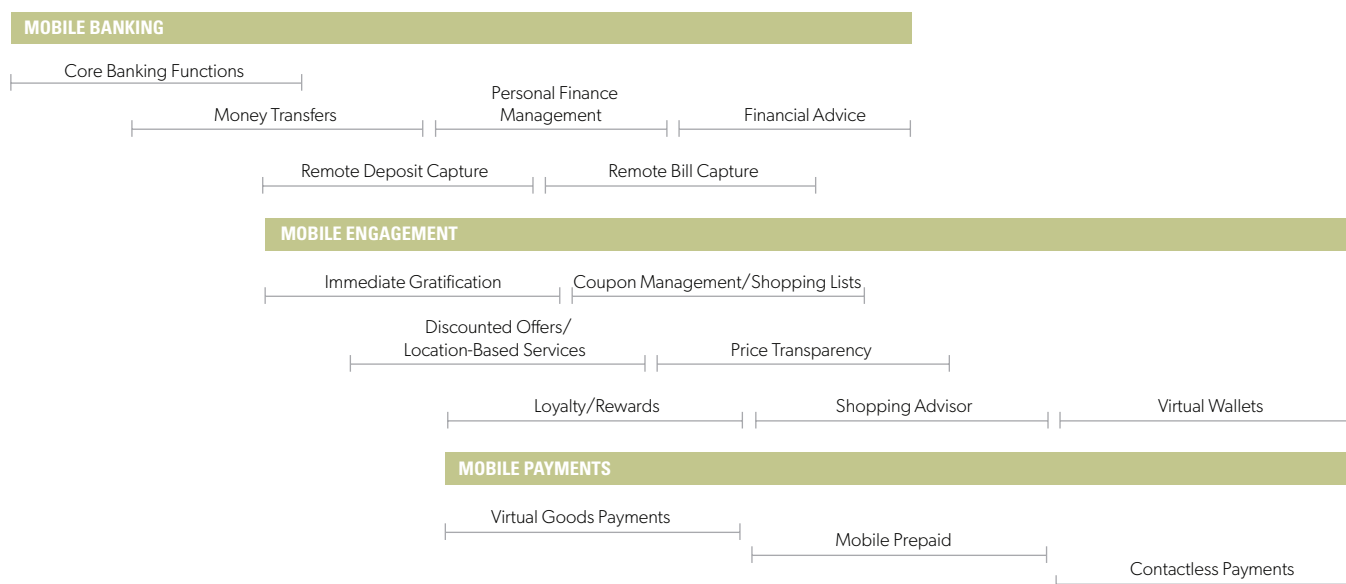 MOBILE BANKING
Core Banking Functions
Money Transfers
Personal Finance
Management
Financial Advice
Remote Deposit Capture
Remote Bill Capture
MOBILE ENGAGEMENT
Immediate Gratification
Coupon Management/Shopping Lists
Discounted Offers/
Location-Based Services
Price Transparency
Loyalty/Rewards
Shopping Advisor
Virtual Wallets
MOBILE PAYMENTS
Virtual Goods Payments
Mobile Prepaid
Contactless Payments